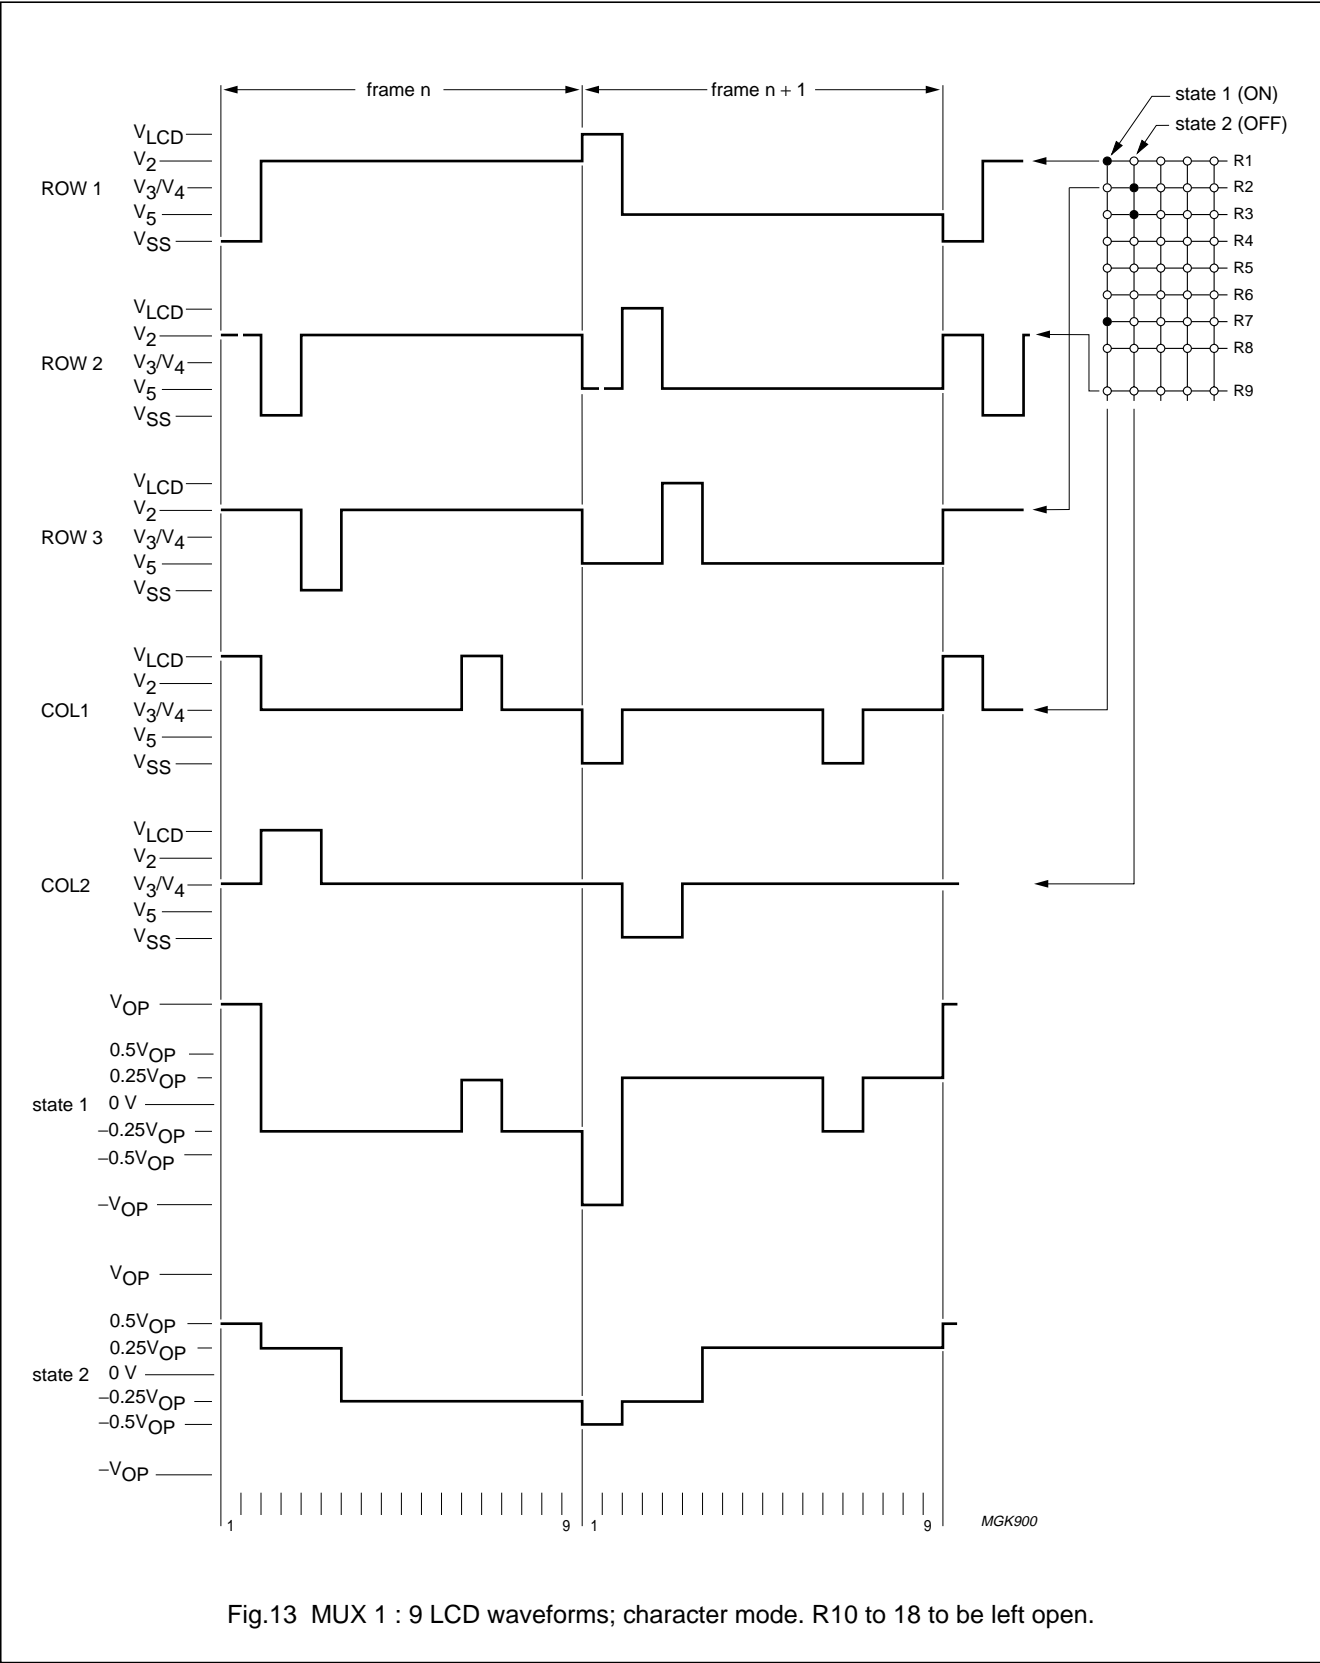 frame n
frame n + 1
state 1 (ON)
state 2 (OFF)
ROW 1
VLCD
V2
V3/V4
V5
VSS
R1
R2
R3
R4
R5
R6
R7
R8
R9
ROW 2
VLCD
V2
V3/V4
V5
VSS
ROW 3
VLCD
V2
V3/V4
V5
VSS
COL1
VLCD
V2
V3/V4
V5
VSS
COL2
VLCD
V2
V3/V4
V5
VSS
state 1
VOP
0.5VOP
0.25VOP
0 V
−0.25VOP
−0.5VOP
−VOP
state 2
VOP
0.5VOP
0.25VOP
0 V
−0.25VOP
−0.5VOP
−VOP
1 9 1 9
MGK900
Fig.13 MUX 1 : 9 LCD waveforms; character mode. R10 to 18 to be left open.